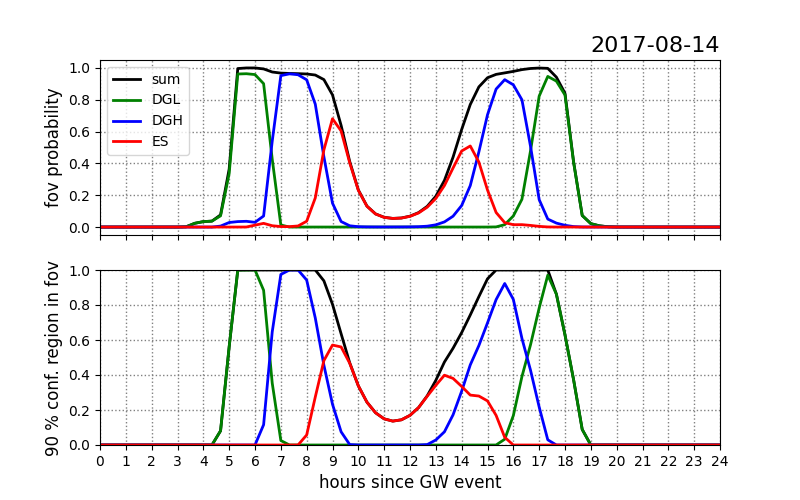 2017-08-14
fov probability
1.0
0.8
0.6
0.4
0.2
0.0
sum
DGL
DGH
ES
90 % conf. region in fov
1.0
0.8
0.6
0.4
0.2
0.0
0 1 2 3 4 5 6 7 8 9 10 11 12 13 14 15 16 17 18 19 20 21 22 23 24
hours since GW event